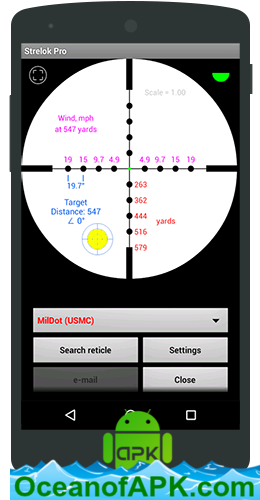 Strelok Pro
Scale = 1.00
Wind, mph
at 547 yards
19 15 9.7 4.9 4.9 9.7 15 19
19.7"
263
Target
Distance: 547
∠ 0°
362
444 yards
516
579
MilDot (USMC)
Search reticle Settings
e-mail Close
apk
OceanofAPK.com